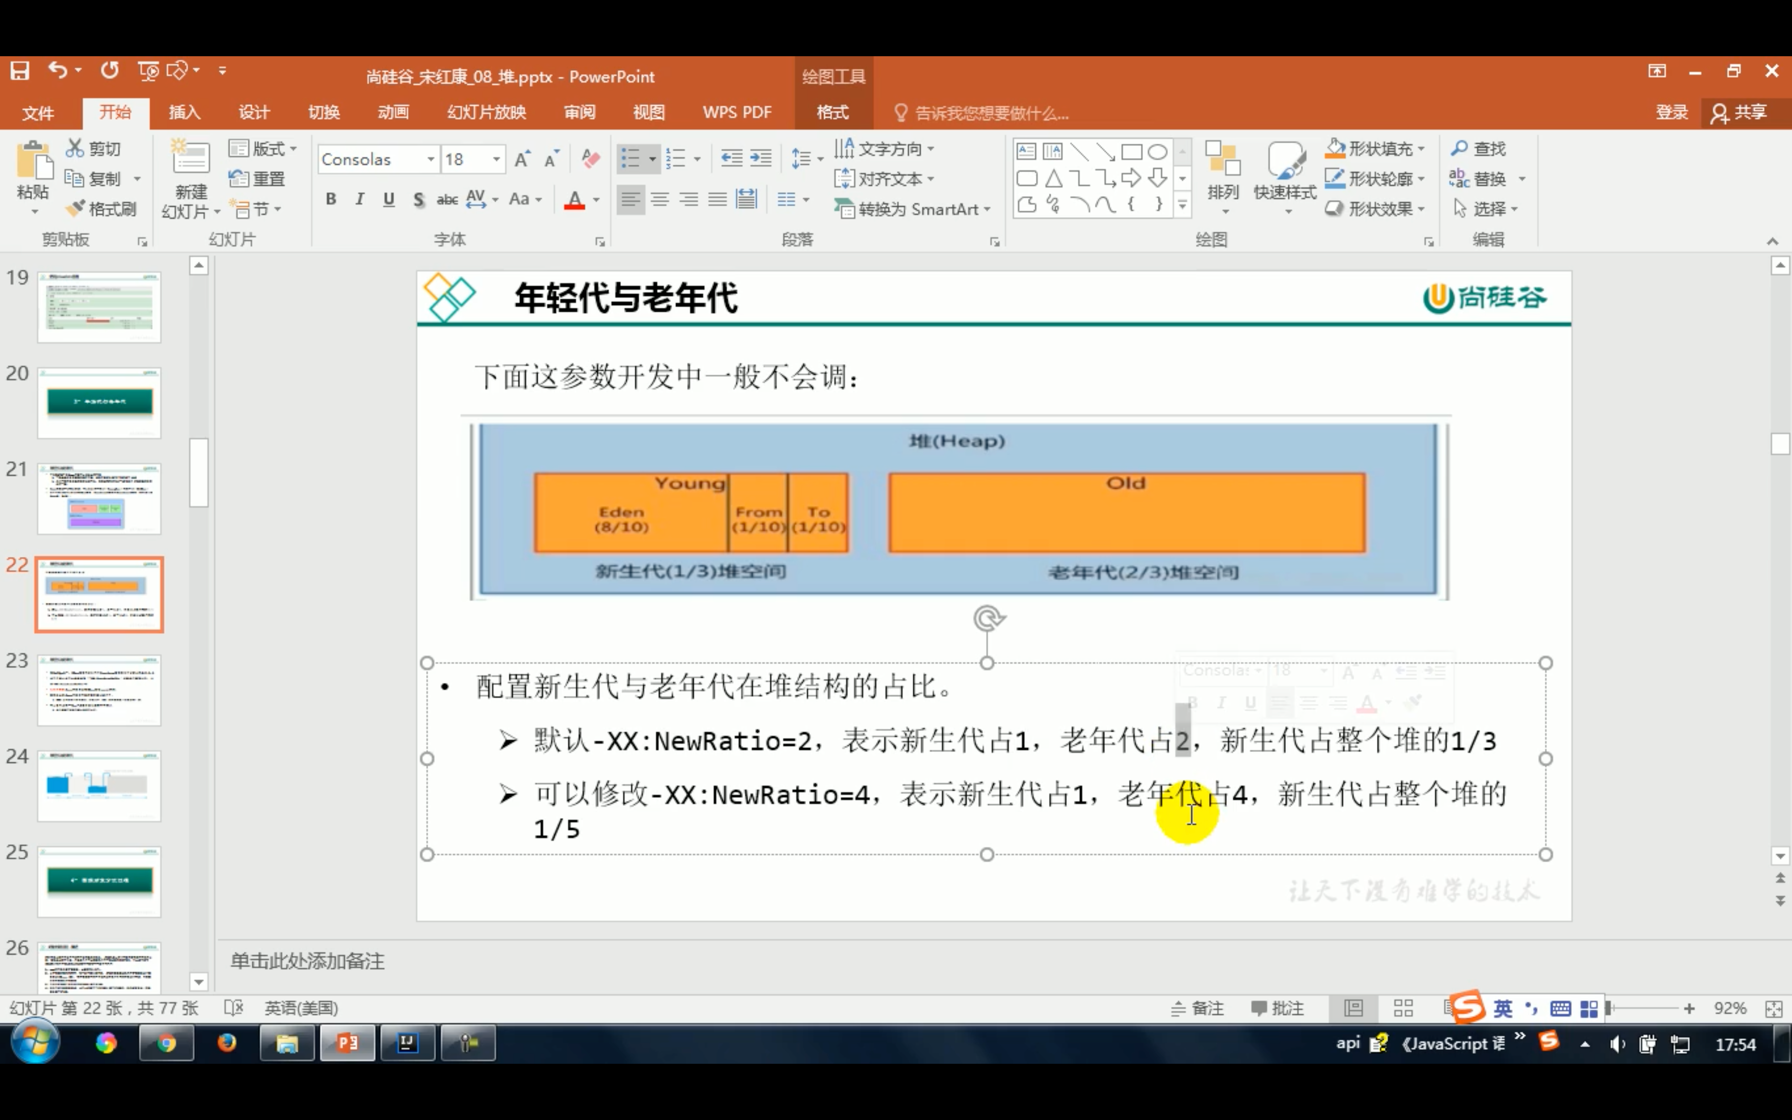 尚硅谷_宋红康_08_堆.pptx - PowerPoint
绘图工具
文件 开始 插入 设计 切换 动画 幻灯片放映 审阅 视图 WPS PDF 格式 告诉我您想要做什么... 登录 共享
粘贴
剪切
复制
格式刷
剪贴板
新建
幻灯片
版式
重置
节
幻灯片
Consolas 18
B I U S abc AV Aa A
字体
文字方向
对齐文本
转换为 SmartArt
段落
排列
快速样式
形状填充
形状轮廓
形状效果
绘图
查找
替换
选择
编辑
19
20
21
22
23
24
25
26
年轻代与老年代
尚硅谷
下面这参数开发中一般不会调：
堆(Heap)
Young
Eden
(8/10)
From
(1/10)
To
(1/10)
新生代(1/3)堆空间
Old
老年代(2/3)堆空间
Consolas 18
B I U A
• 配置新生代与老年代在堆结构的占比。
➢ 默认-XX:NewRatio=2，表示新生代占1，老年代占2，新生代占整个堆的1/3
➢ 可以修改-XX:NewRatio=4，表示新生代占1，老年代占4，新生代占整个堆的
1/5
让天下没有难学的技术
单击此处添加备注
幻灯片 第 22 张，共 77 张 英语(美国) 备注 批注 英 92%
api 《JavaScript 语 » 17:54